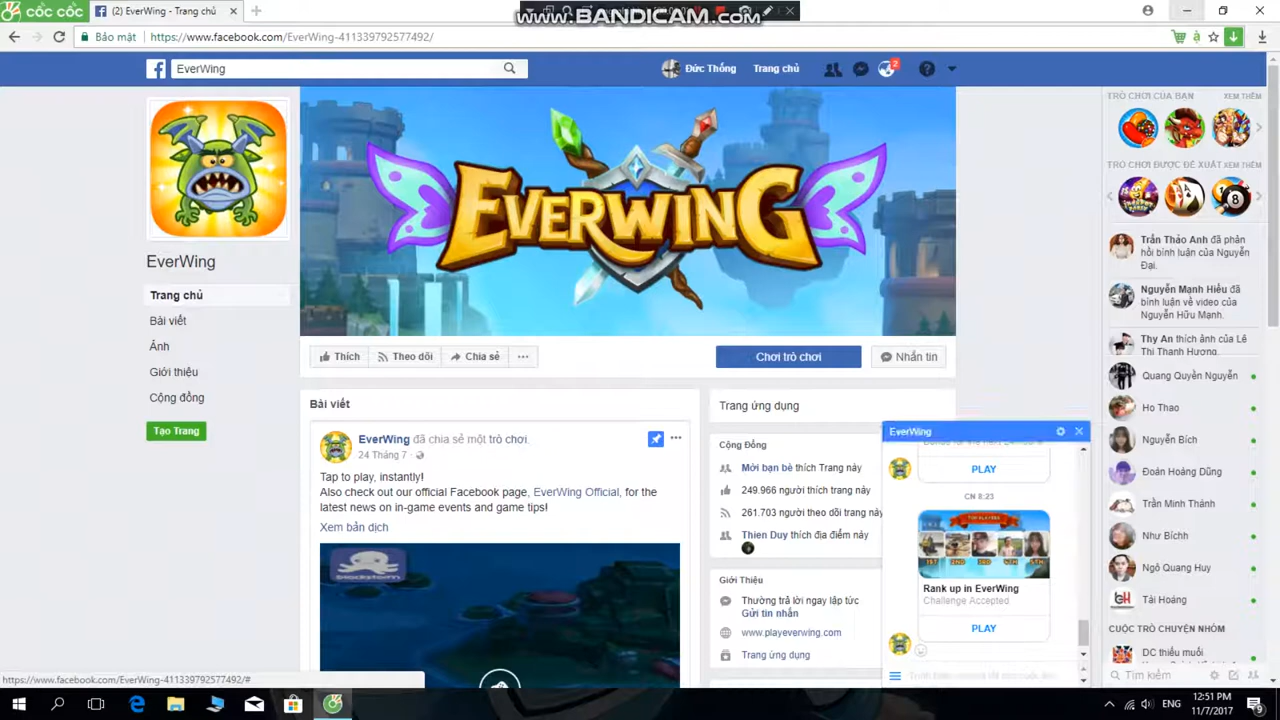 CỐC CỐC
(2) EverWing - Trang chủ
www.BANDICAM.com
Bảo mật
https://www.facebook.com/EverWing-411339792577492/
EverWing
Đức Thống
Trang chủ
2
EVERWING
EverWing
Trang chủ
Bài viết
Ảnh
Giới thiệu
Cộng đồng
Tạo Trang
Thích
Theo dõi
Chia sẻ
Chơi trò chơi
Nhắn tin
Bài viết
EverWing đã chia sẻ một trò chơi.
24 Tháng 7
Tap to play, instantly!
Also check out our official Facebook page, EverWing Official, for the
latest news on in-game events and game tips!
Xem bản dịch
blackstorm
Trang ứng dụng
Cộng Đồng
Mời bạn bè thích Trang này
249.966 người thích trang này
261.703 người theo dõi trang này
Thien Duy thích địa điểm này
Giới Thiệu
Thường trả lời ngay lập tức
Gửi tin nhắn
www.playeverwing.com
Trang ứng dụng
EverWing
PLAY
CN 8:23
TOP PLAYERS
1ST 2ND 3RD 4TH 5TH
Rank up in EverWing
Challenge Accepted
PLAY
TRÒ CHƠI CỦA BẠN
XEM THÊM
TRÒ CHƠI ĐƯỢC ĐỀ XUẤT
XEM THÊM
8
Trần Thảo Anh đã phản
hồi bình luận của Nguyễn
Đại.
Nguyễn Mạnh Hiếu đã
bình luận về video của
Nguyễn Hữu Mạnh.
Thy An thích ảnh của Lê
Thị Thanh Hương.
Quang Quyền Nguyễn
Ho Thao
Nguyễn Bích
Đoàn Hoàng Dũng
Trần Minh Thành
Như Bíchh
Ngô Quang Huy
Tài Hoàng
CUỘC TRÒ CHUYỆN NHÓM
DC thiếu muối
Tìm kiếm
https://www.facebook.com/EverWing-411339792577492/#
ENG
12:51 PM
11/7/2017
9